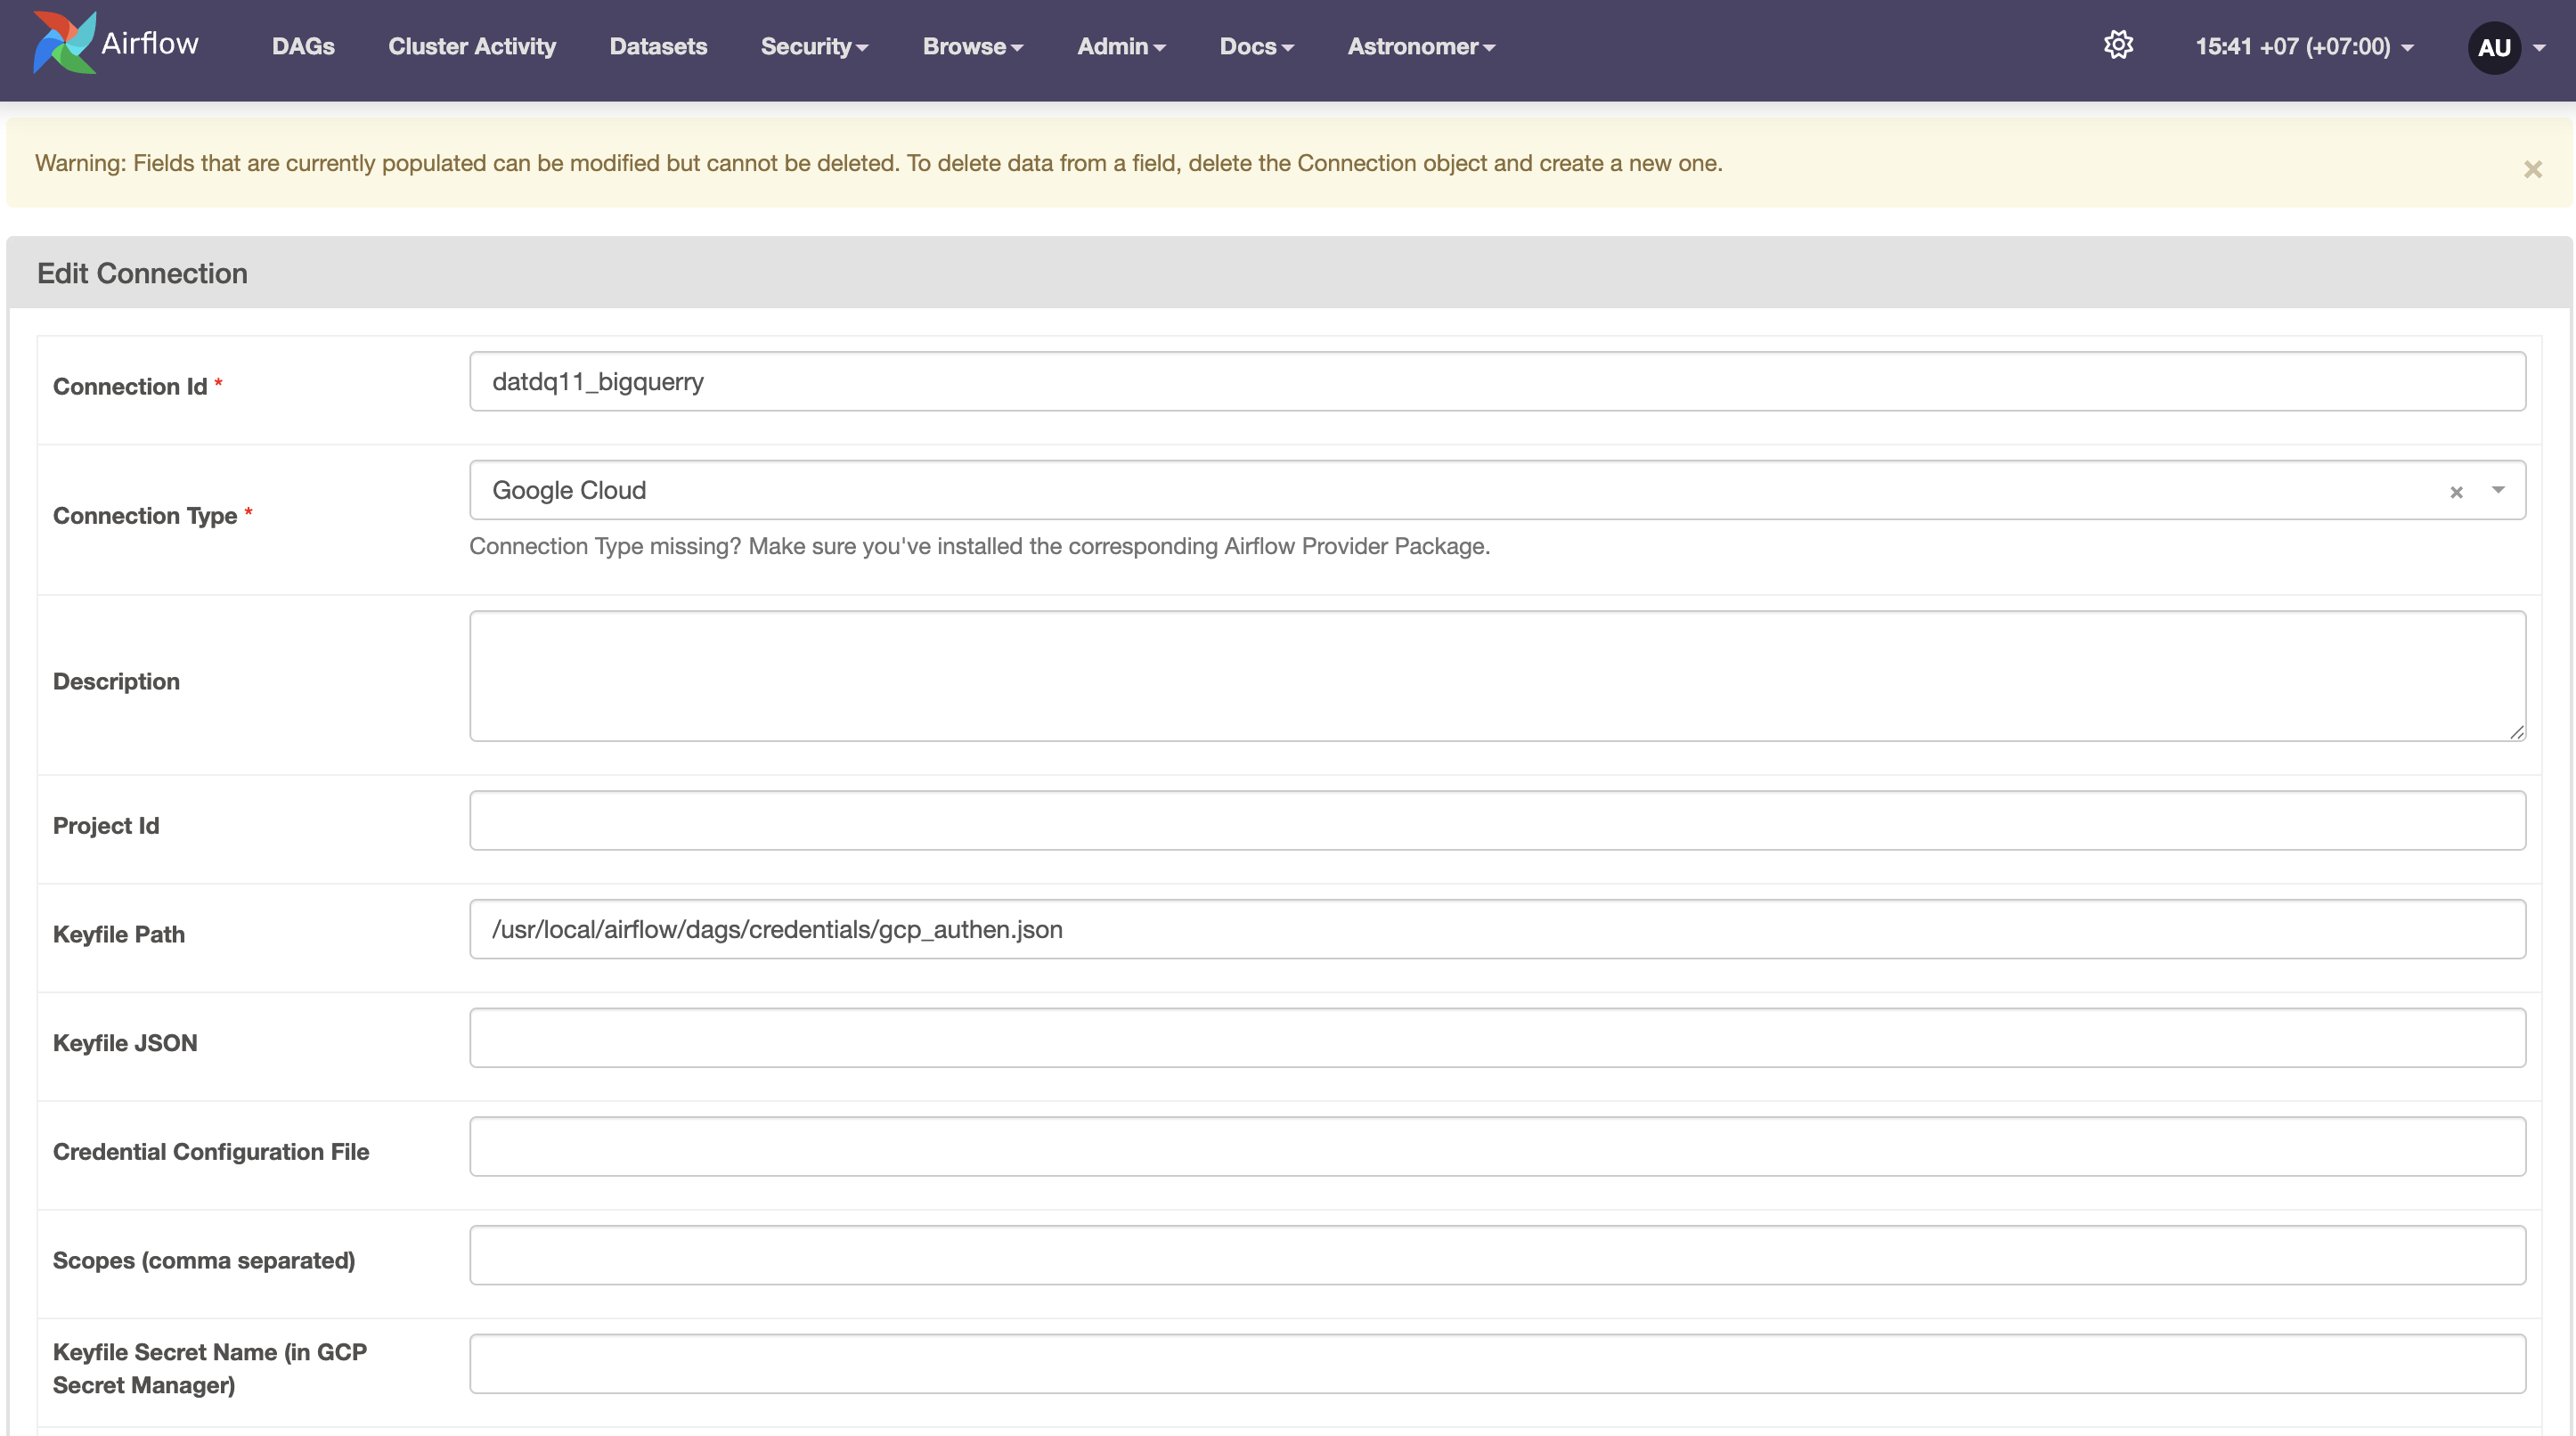 Airflow DAGs Cluster Activity Datasets Security Browse Admin Docs Astronomer 15:41 +07 (+07:00) AU
Warning: Fields that are currently populated can be modified but cannot be deleted. To delete data from a field, delete the Connection object and create a new one. ×
Edit Connection
Connection Id * datdq11_bigquerry
Connection Type * Google Cloud ×
Connection Type missing? Make sure you've installed the corresponding Airflow Provider Package.
Description
Project Id
Keyfile Path /usr/local/airflow/dags/credentials/gcp_authen.json
Keyfile JSON
Credential Configuration File
Scopes (comma separated)
Keyfile Secret Name (in GCP
Secret Manager)